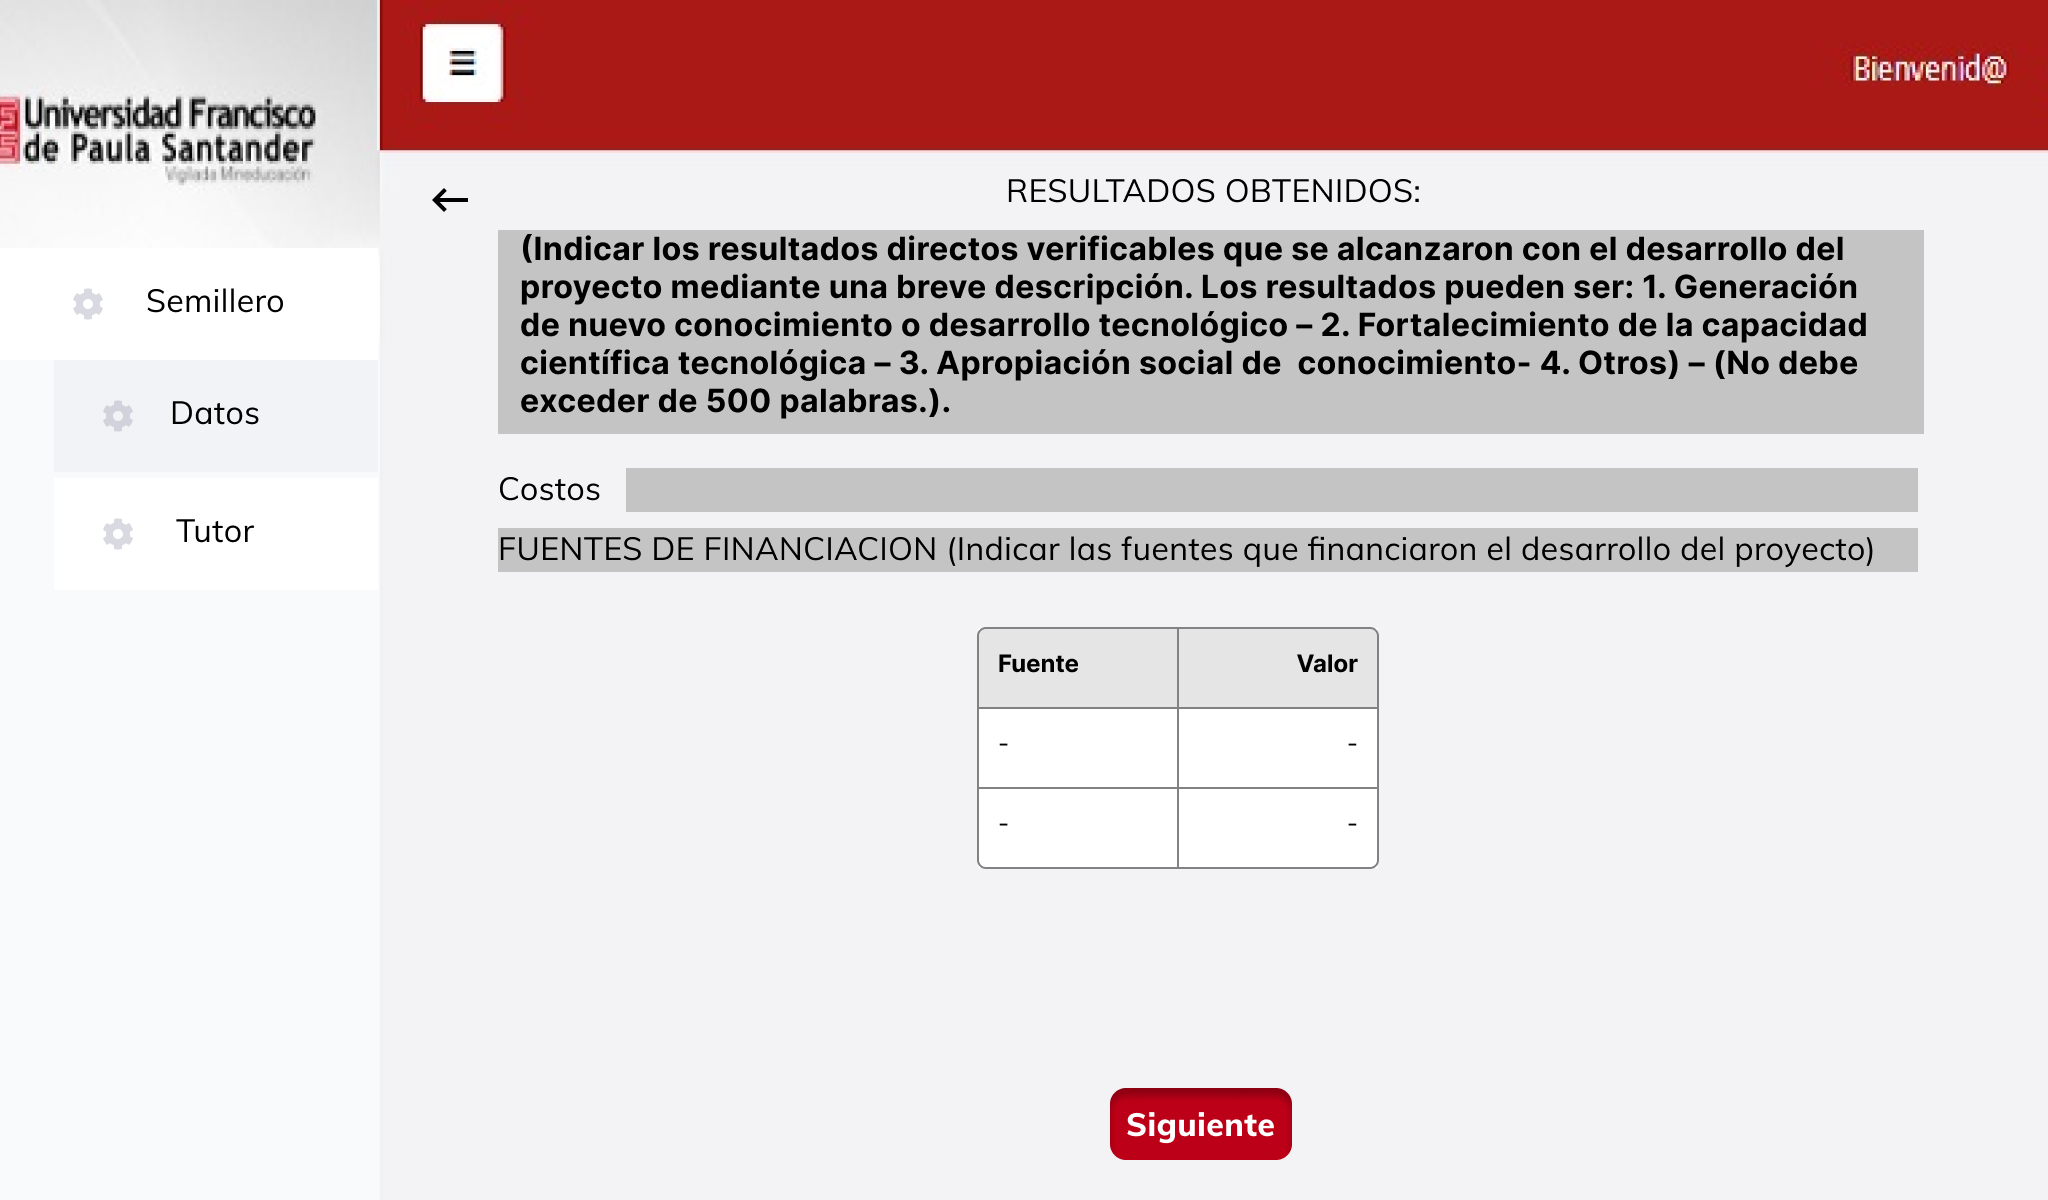 Universidad Francisco
de Paula Santander
Vigilada Mineducación
☰
Bienvenid@
Semillero
Datos
Tutor
RESULTADOS OBTENIDOS:
(Indicar los resultados directos verificables que se alcanzaron con el desarrollo del
proyecto mediante una breve descripción. Los resultados pueden ser: 1. Generación
de nuevo conocimiento o desarrollo tecnológico – 2. Fortalecimiento de la capacidad
científica tecnológica – 3. Apropiación social de  conocimiento- 4. Otros) – (No debe
exceder de 500 palabras.).
Costos
FUENTES DE FINANCIACION (Indicar las fuentes que financiaron el desarrollo del proyecto)
Fuente Valor
- -
- -
Siguiente